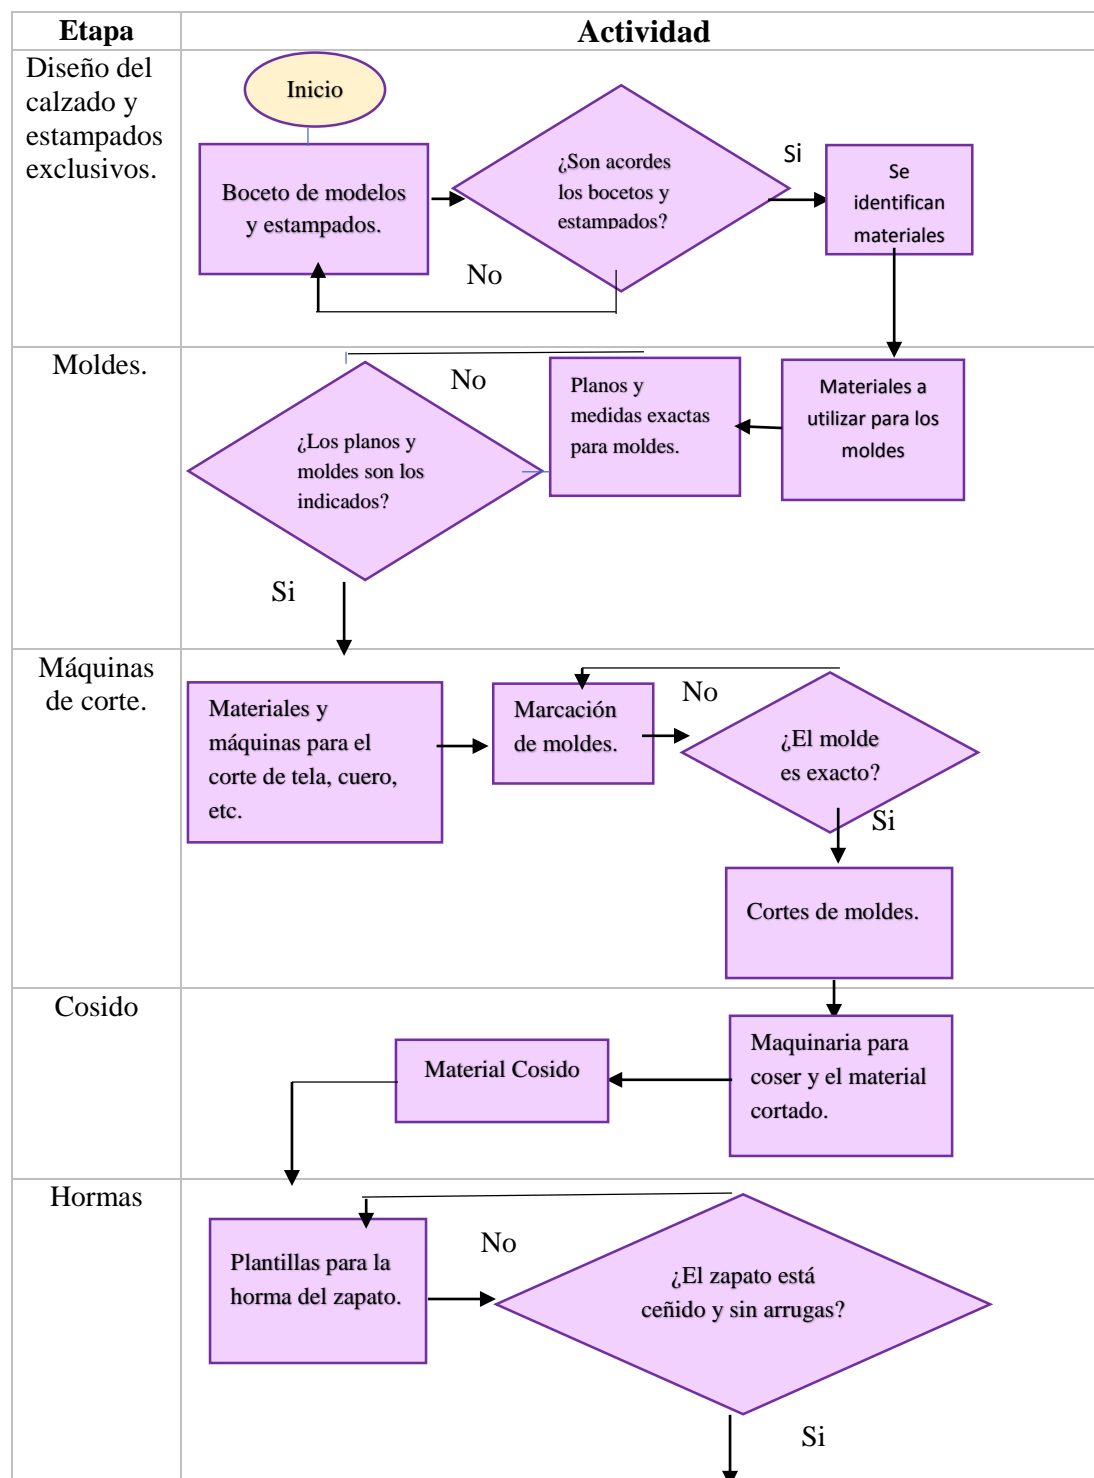 Etapa
Actividad
Diseño del
calzado y
estampados
exclusivos.
Inicio
Boceto de modelos
y estampados.
¿Son acordes
los bocetos y
estampados?
Si
Se
identifican
materiales
No
Moldes.
No
Planos y
medidas exactas
para moldes.
Materiales a
utilizar para los
moldes
¿Los planos y
moldes son los
indicados?
Si
Máquinas
de corte.
Materiales y
máquinas para el
corte de tela, cuero,
etc.
Marcación
de moldes.
No
¿El molde
es exacto?
Si
Cortes de moldes.
Cosido
Material Cosido
Maquinaria para
coser y el material
cortado.
Hormas
Plantillas para la
horma del zapato.
No
¿El zapato está
ceñido y sin arrugas?
Si